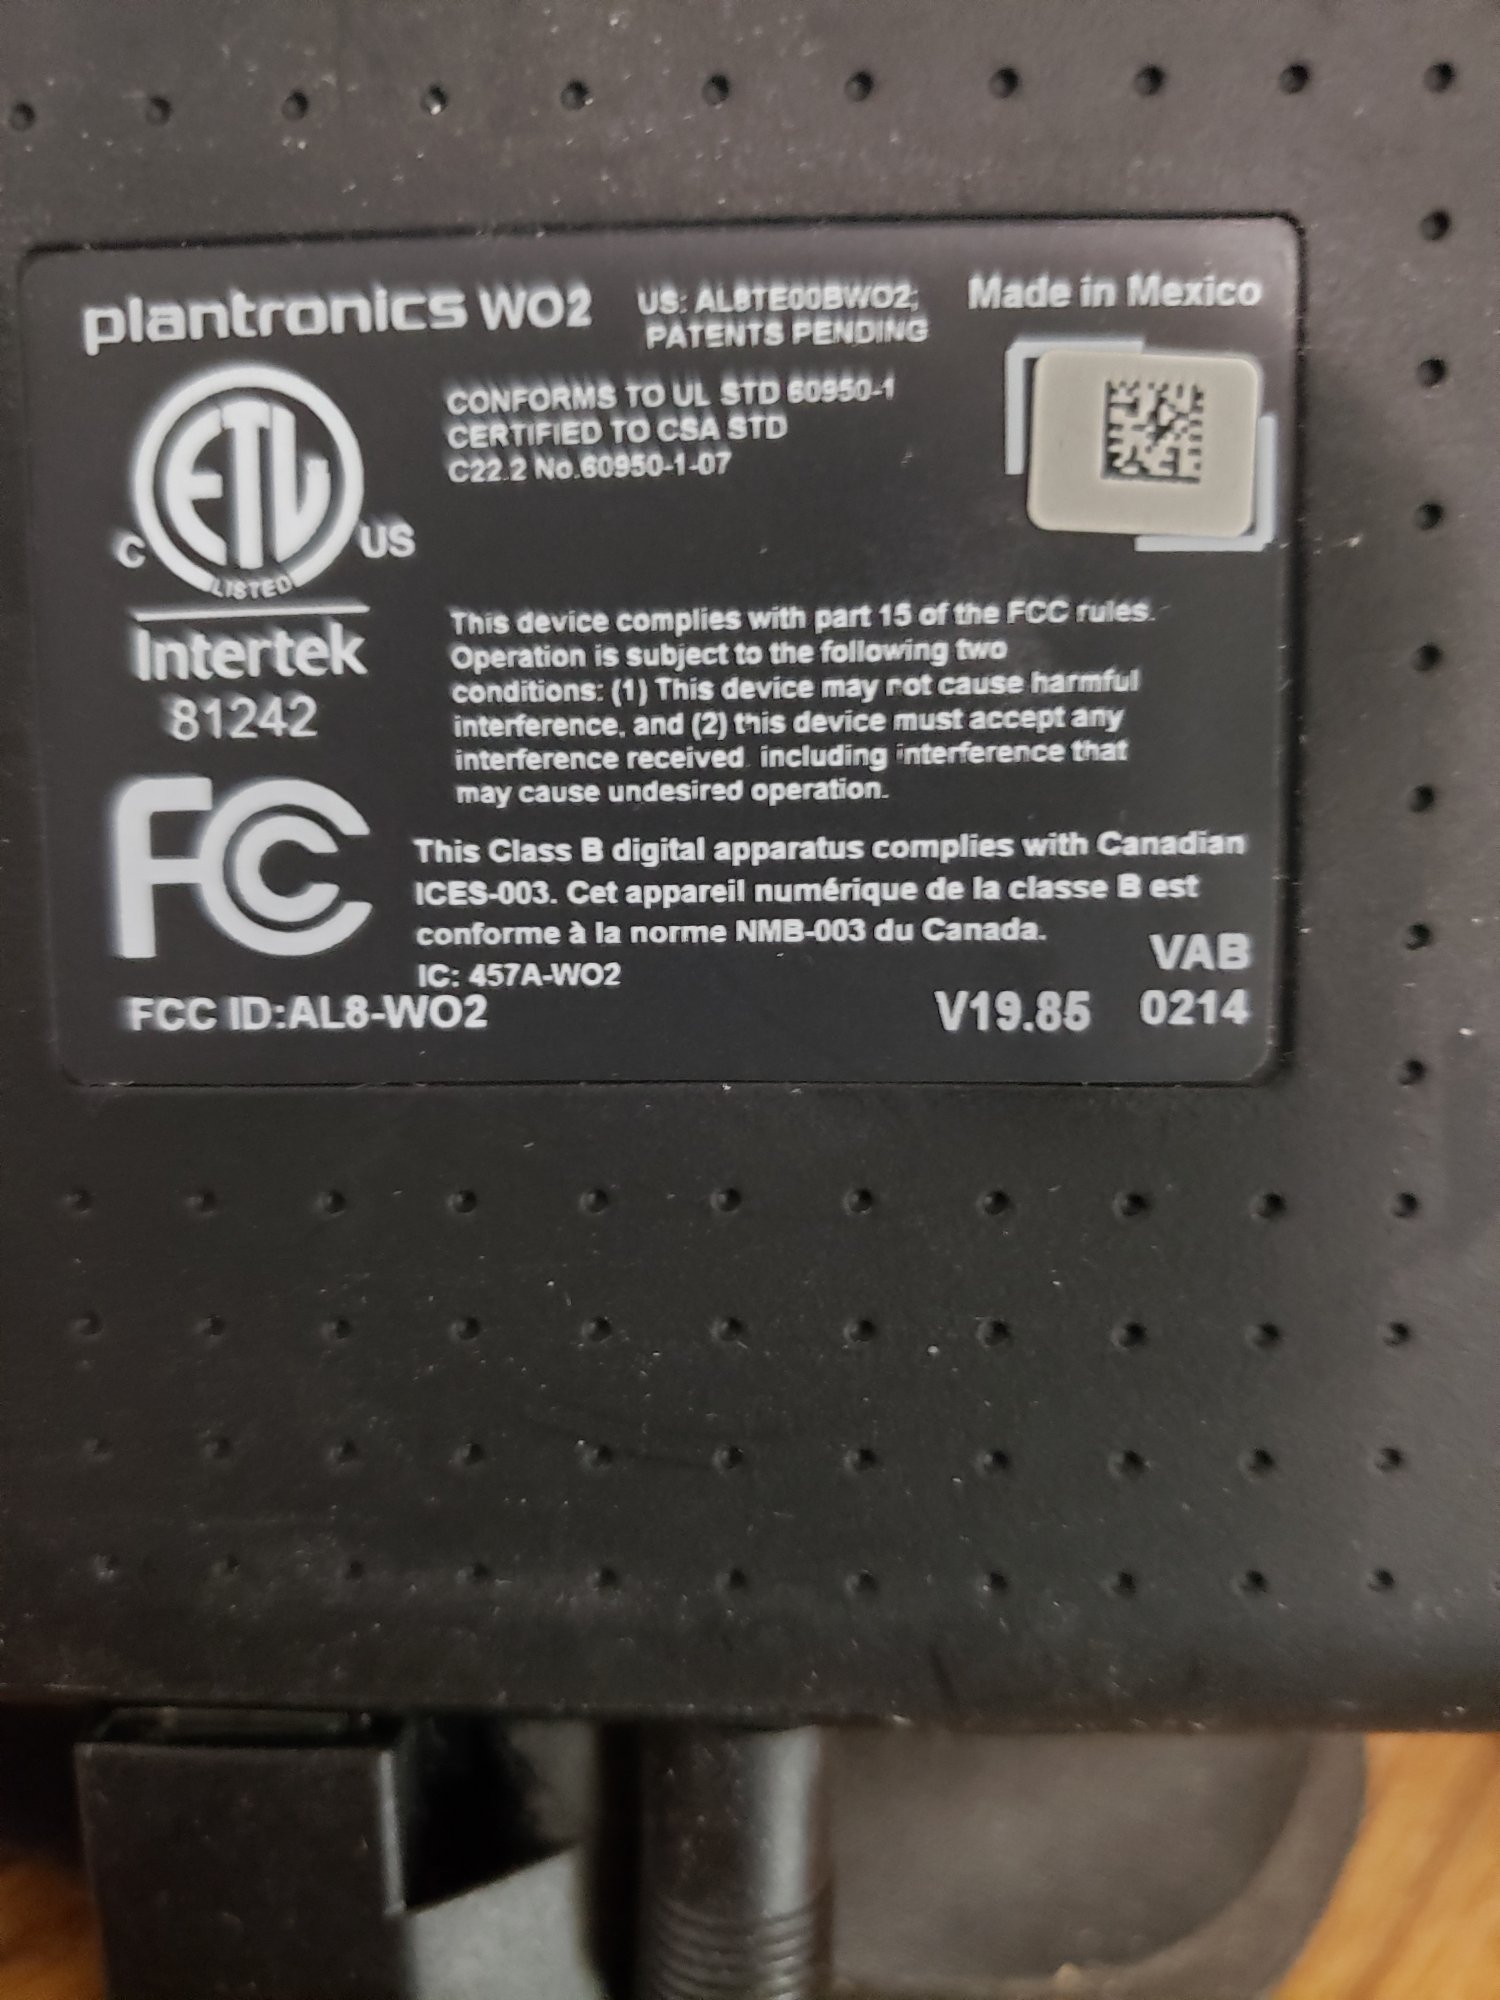 plantronics WO2
US: AL8TE00BWO2;
PATENTS PENDING
Made in Mexico
CONFORMS TO UL STD 60950-1
CERTIFIED TO CSA STD
C22.2 No.60950-1-07
ETL
C
US
LISTED
Intertek
81242
This device complies with part 15 of the FCC rules.
Operation is subject to the following two
conditions: (1) This device may not cause harmful
interference, and (2) this device must accept any
interference received including interference that
may cause undesired operation.
FC
This Class B digital apparatus complies with Canadian
ICES-003. Cet appareil numérique de la classe B est
conforme à la norme NMB-003 du Canada.
IC: 457A-WO2
FCC ID:AL8-WO2
VAB
V19.85 0214